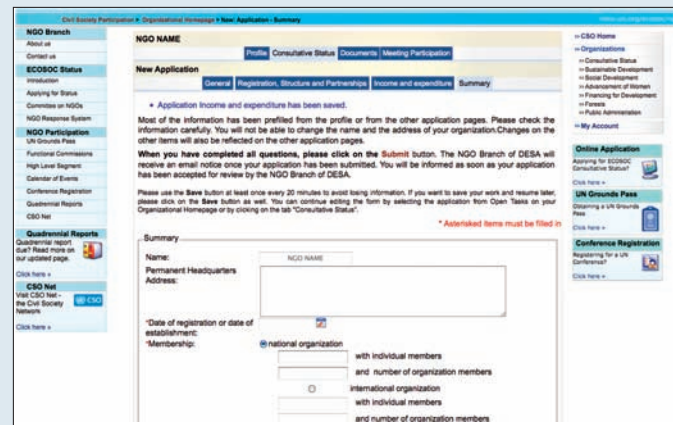 Civil Society Participation » Organizational Homepage » New Application - Summary
NGO Branch
About us
Contact us
ECOSOC Status
Introduction
Applying for Status
Committee on NGOs
NGO Response System
NGO Participation
UN Grounds Pass
Functional Commissions
High Level Segment
Calendar of Events
Conference Registration
Quadrennial Reports
CSO Net
Quadrennial Reports
Quadrennial report
due? Read more on
our updated page.
Click here »
CSO Net
Visit CSO Net -
the Civil Society
Network
CSO
Click here »
NGO NAME
Profile Consultative Status Documents Meeting Participation
New Application
General Registration, Structure and Partnerships Income and expenditure Summary
Application Income and expenditure has been saved.
Most of the information has been prefilled from the profile or from the other application pages. Please check the
information carefully. You will not be able to change the name and the address of your organization.Changes on the
other items will also be reflected on the other application pages.
When you have completed all questions, please click on the Submit button. The NGO Branch of DESA will
receive an email notice once your application has been submitted. You will be informed as soon as your application
has been accepted for review by the NGO Branch of DESA.
Please use the Save button at least once every 20 minutes to avoid losing information. If you want to save your work and resume later,
please click on the Save button as well. You can continue editing the form by selecting the application from Open Tasks on your
Organizational Homepage or by clicking on the tab "Consultative Status".
* Asterisked items must be filled in
Summary
Name: NGO NAME
Permanent Headquarters
Address:
*Date of registration or date of
establishment:
*Membership: national organization
with individual members
and number of organization members
international organization
with individual members
and number of organization members
CSO Home
Organizations
Consultative Status
Sustainable Development
Social Development
Advancement of Women
Financing for Development
Forests
Public Administration
My Account
Online Application
Applying for ECOSOC
Consultative Status?
Click here »
UN Grounds Pass
Obtaining a UN Grounds
Pass
Click here »
Conference Registration
Registering for a UN
Conference?
Click here »